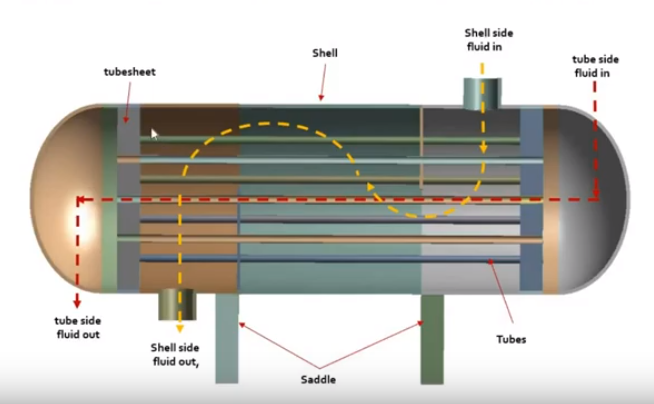 Shell side
fluid in
Shell
tube side
fluid in
tubesheet
tube side
fluid out
Shell side
fluid out,
Tubes
Saddle